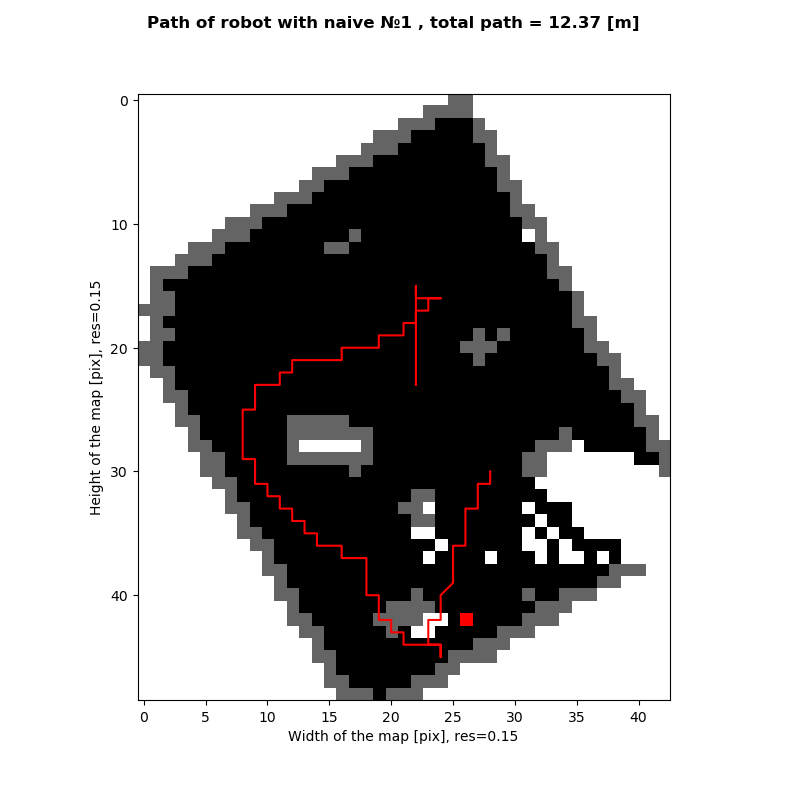 Path of robot with naive №1 , total path = 12.37 [m]
0
10
20
30
40
Height of the map [pix], res=0.15
0 5 10 15 20 25 30 35 40
Width of the map [pix], res=0.15